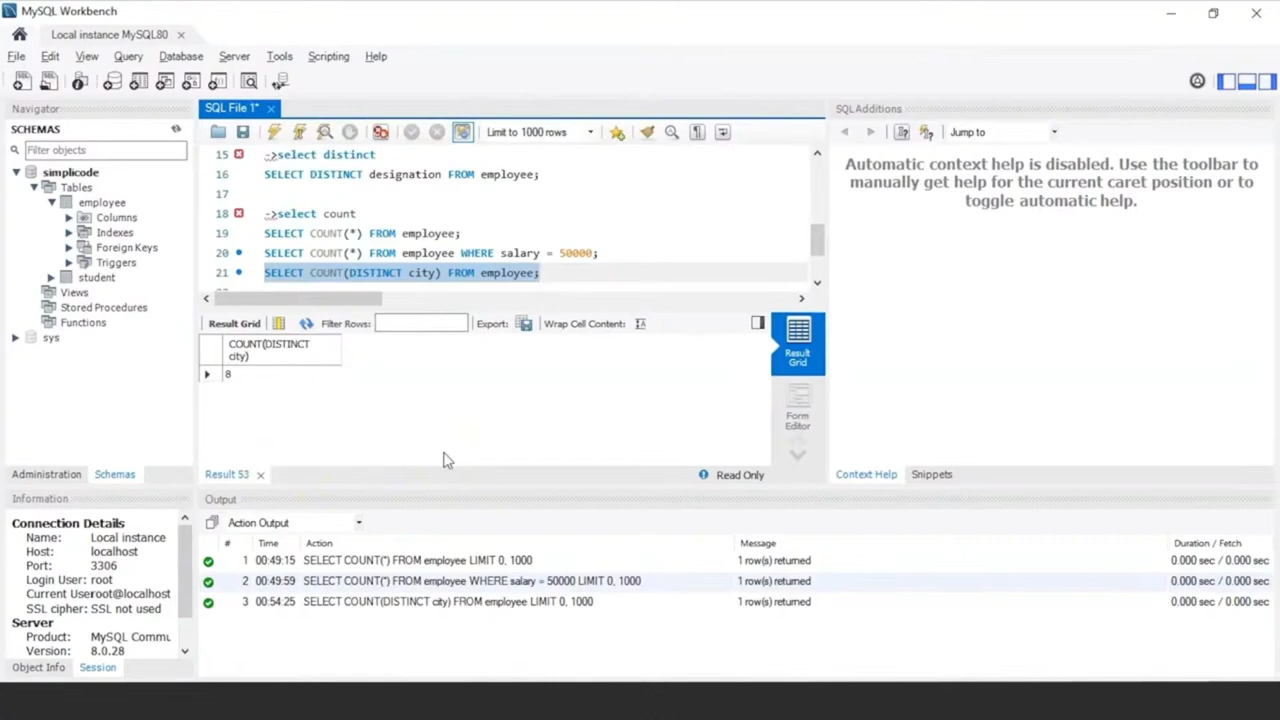 MySQL Workbench
Local instance MySQL80
File Edit View Query Database Server Tools Scripting Help
Navigator
SCHEMAS
Filter objects
simplicode
Tables
employee
Columns
Indexes
Foreign Keys
Triggers
student
Views
Stored Procedures
Functions
sys
Administration Schemas
SQL File 1*
Limit to 1000 rows
15 ->select distinct
16 SELECT DISTINCT designation FROM employee;
17
18 ->select count
19 SELECT COUNT(*) FROM employee;
20 SELECT COUNT(*) FROM employee WHERE salary = 50000;
21 SELECT COUNT(DISTINCT city) FROM employee;
Result Grid Filter Rows: Export: Wrap Cell Content:
COUNT(DISTINCT
city)
8
Result
Grid
Form
Editor
Result 53 Read Only
SQLAdditions
Jump to
Automatic context help is disabled. Use the toolbar to
manually get help for the current caret position or to
toggle automatic help.
Context Help Snippets
Information
Connection Details
Name: Local instance
Host: localhost
Port: 3306
Login User: root
Current User root@localhost
SSL cipher: SSL not used
Server
Product: MySQL Commu
Version: 8.0.28
Object Info Session
Output
Action Output
# Time Action Message Duration / Fetch
1 00:49:15 SELECT COUNT(*) FROM employee LIMIT 0, 1000 1 row(s) returned 0.000 sec / 0.000 sec
2 00:49:59 SELECT COUNT(*) FROM employee WHERE salary = 50000 LIMIT 0, 1000 1 row(s) returned 0.000 sec / 0.000 sec
3 00:54:25 SELECT COUNT(DISTINCT city) FROM employee LIMIT 0, 1000 1 row(s) returned 0.000 sec / 0.000 sec